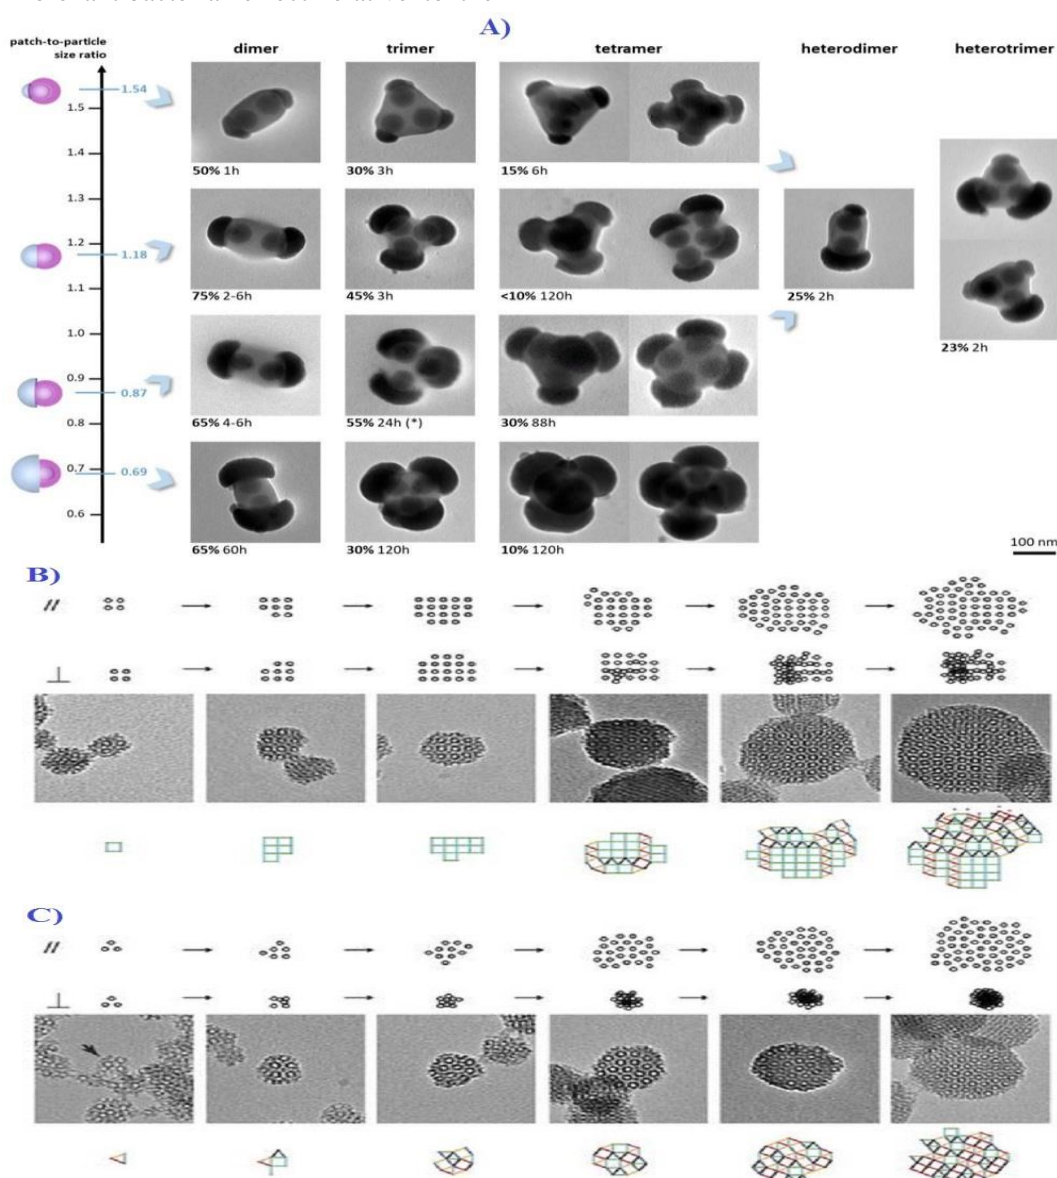 A)
patch-to-particle
size ratio
dimer
trimer
tetramer
heterodimer
heterotrimer
1.54
1.5
1.4
1.3
1.2
1.18
1.1
1.0
0.9
0.87
0.8
0.7
0.69
0.6
50% 1h
30% 3h
15% 6h
75% 2-6h
45% 3h
<10% 120h
25% 2h
23% 2h
65% 4-6h
55% 24h (*)
30% 88h
65% 60h
30% 120h
10% 120h
100 nm
B)
//
⊥
C)
//
⊥